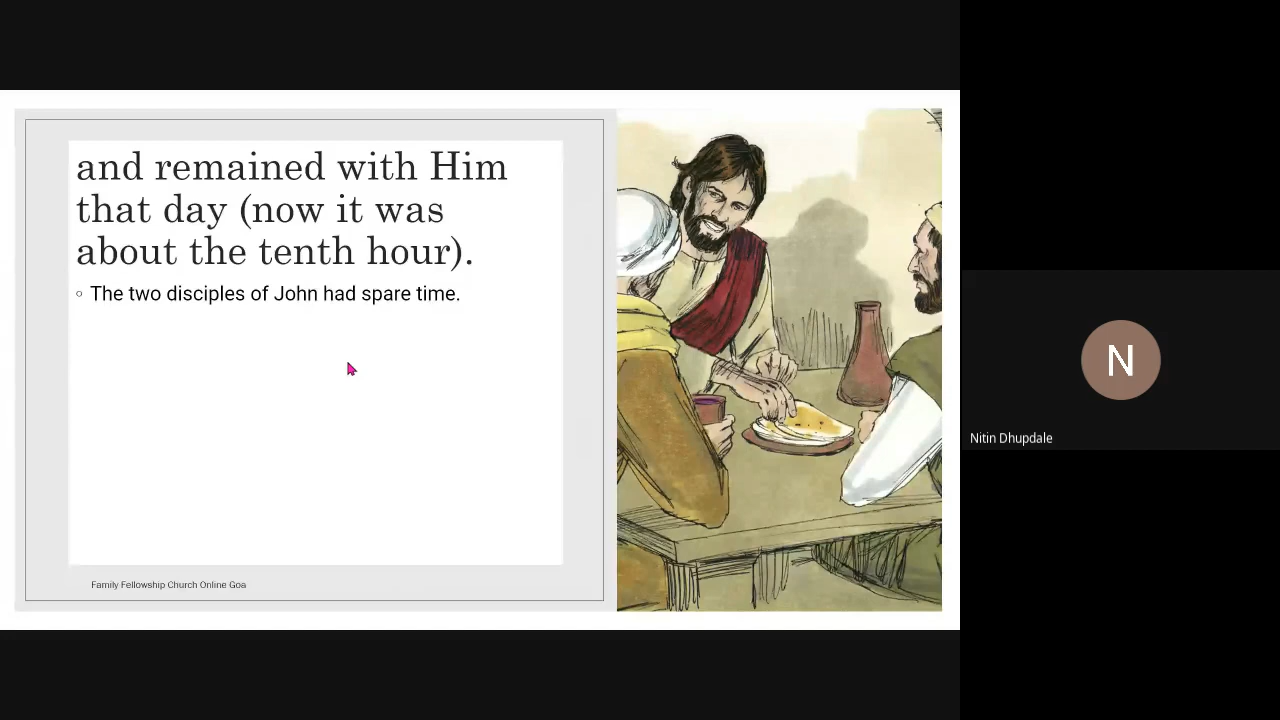 and remained with Him
that day (now it was
about the tenth hour).
◦ The two disciples of John had spare time.
Family Fellowship Church Online Goa
N
Nitin Dhupdale